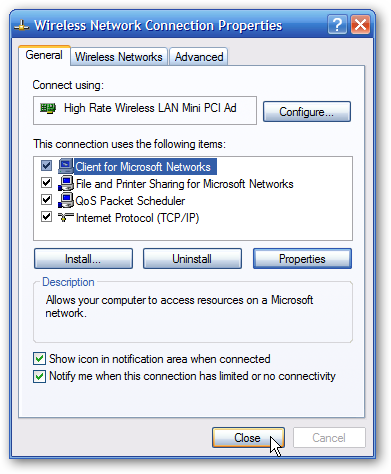 Wireless Network Connection Properties
?
General
Wireless Networks
Advanced
Connect using:
High Rate Wireless LAN Mini PCI Ad
Configure...
This connection uses the following items:
Client for Microsoft Networks
File and Printer Sharing for Microsoft Networks
QoS Packet Scheduler
Internet Protocol (TCP/IP)
Install...
Uninstall
Properties
Description
Allows your computer to access resources on a Microsoft
network.
Show icon in notification area when connected
Notify me when this connection has limited or no connectivity
Close
Cancel